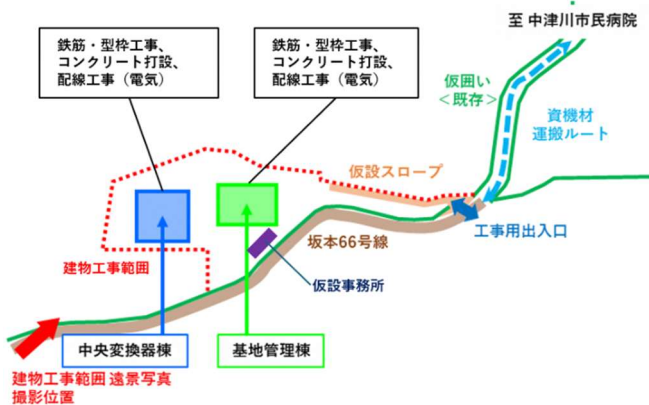 至 中津川市民病院
鉄筋・型枠工事、
コンクリート打設、
配線工事（電気）
鉄筋・型枠工事、
コンクリート打設、
配線工事（電気）
仮囲い
＜既存＞
資機材
運搬ルート
仮設スロープ
坂本66号線
工事用出入口
建物工事範囲
仮設事務所
中央変換器棟
基地管理棟
建物工事範囲 遠景写真
撮影位置